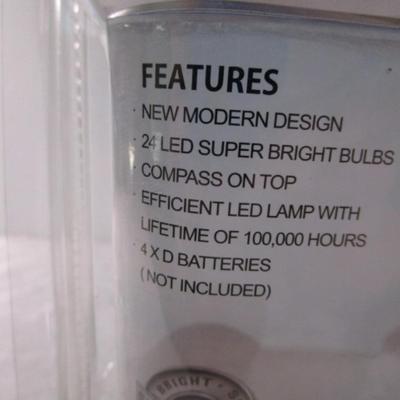 FEATURES
· NEW MODERN DESIGN
· 24 LED SUPER BRIGHT BULBS
· COMPASS ON TOP
· EFFICIENT LED LAMP WITH
LIFETIME OF 100,000 HOURS
· 4 X D BATTERIES
( NOT INCLUDED)
BRIGHT ·